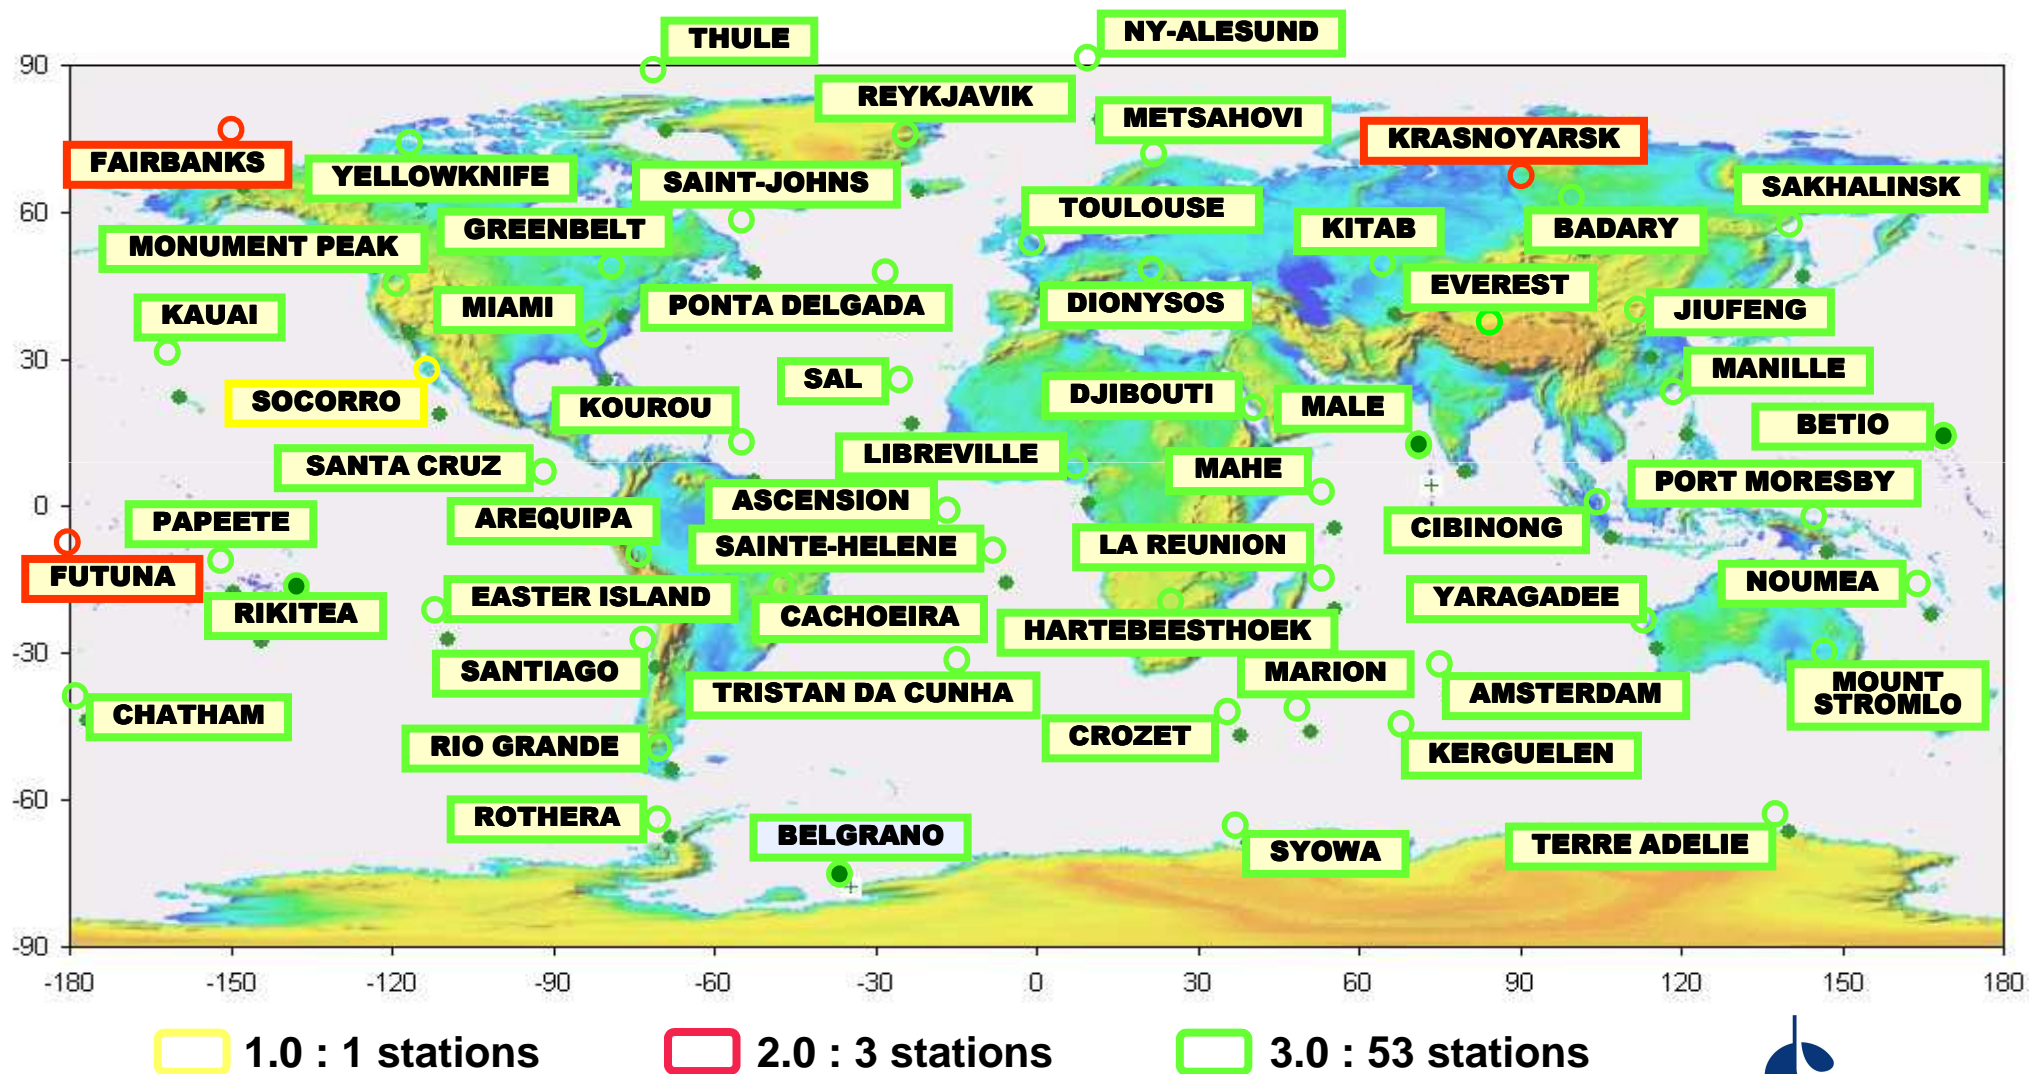 THULE
NY-ALESUND
90
REYKJAVIK
METSAHOVI
KRASNOYARSK
FAIRBANKS
YELLOWKNIFE
SAINT-JOHNS
SAKHALINSK
60
TOULOUSE
GREENBELT
KITAB
BADARY
MONUMENT PEAK
EVEREST
KAUAI
MIAMI
PONTA DELGADA
DIONYSOS
JIUFENG
30
MANILLE
SAL
DJIBOUTI
SOCORRO
KOUROU
MALE
BETIO
LIBREVILLE
SANTA CRUZ
MAHE
PORT MORESBY
0
ASCENSION
PAPEETE
AREQUIPA
CIBINONG
SAINTE-HELENE
LA REUNION
FUTUNA
NOUMEA
EASTER ISLAND
YARAGADEE
RIKITEA
CACHOEIRA
HARTEBEESTHOEK
-30
SANTIAGO
MARION
TRISTAN DA CUNHA
AMSTERDAM
MOUNT
STROMLO
CHATHAM
CROZET
RIO GRANDE
KERGUELEN
-60
ROTHERA
BELGRANO
SYOWA
TERRE ADELIE
-90
-180 -150 -120 -90 -60 -30 0 30 60 90 120 150 180
1.0 : 1 stations 2.0 : 3 stations 3.0 : 53 stations